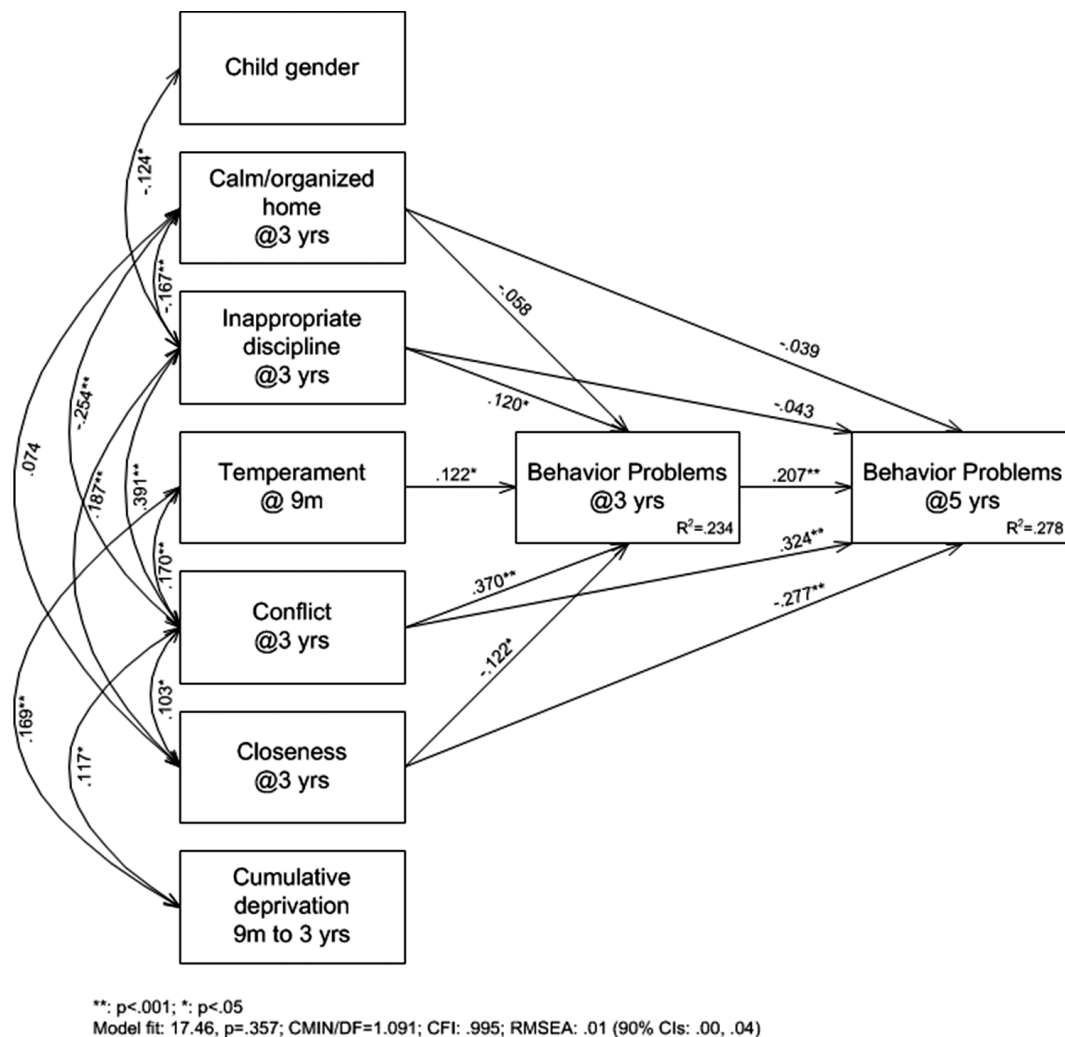 Child gender
-.124*
Calm/organized
home
@3 yrs
-.167**
-.058
Inappropriate
discipline
@3 yrs
-.039
-.254**
.120*
-.043
.074
.187**
.391**
Temperament
@ 9m
.122*
Behavior Problems
@3 yrs
R²=.234
.207**
Behavior Problems
@5 yrs
R²=.278
.170**
.324**
.370**
Conflict
@3 yrs
-.277**
-.122*
.103*
.169**
.117*
Closeness
@3 yrs
Cumulative
deprivation
9m to 3 yrs
**: p<.001; *: p<.05
Model fit: 17.46, p=.357; CMIN/DF=1.091; CFI: .995; RMSEA: .01 (90% CIs: .00, .04)